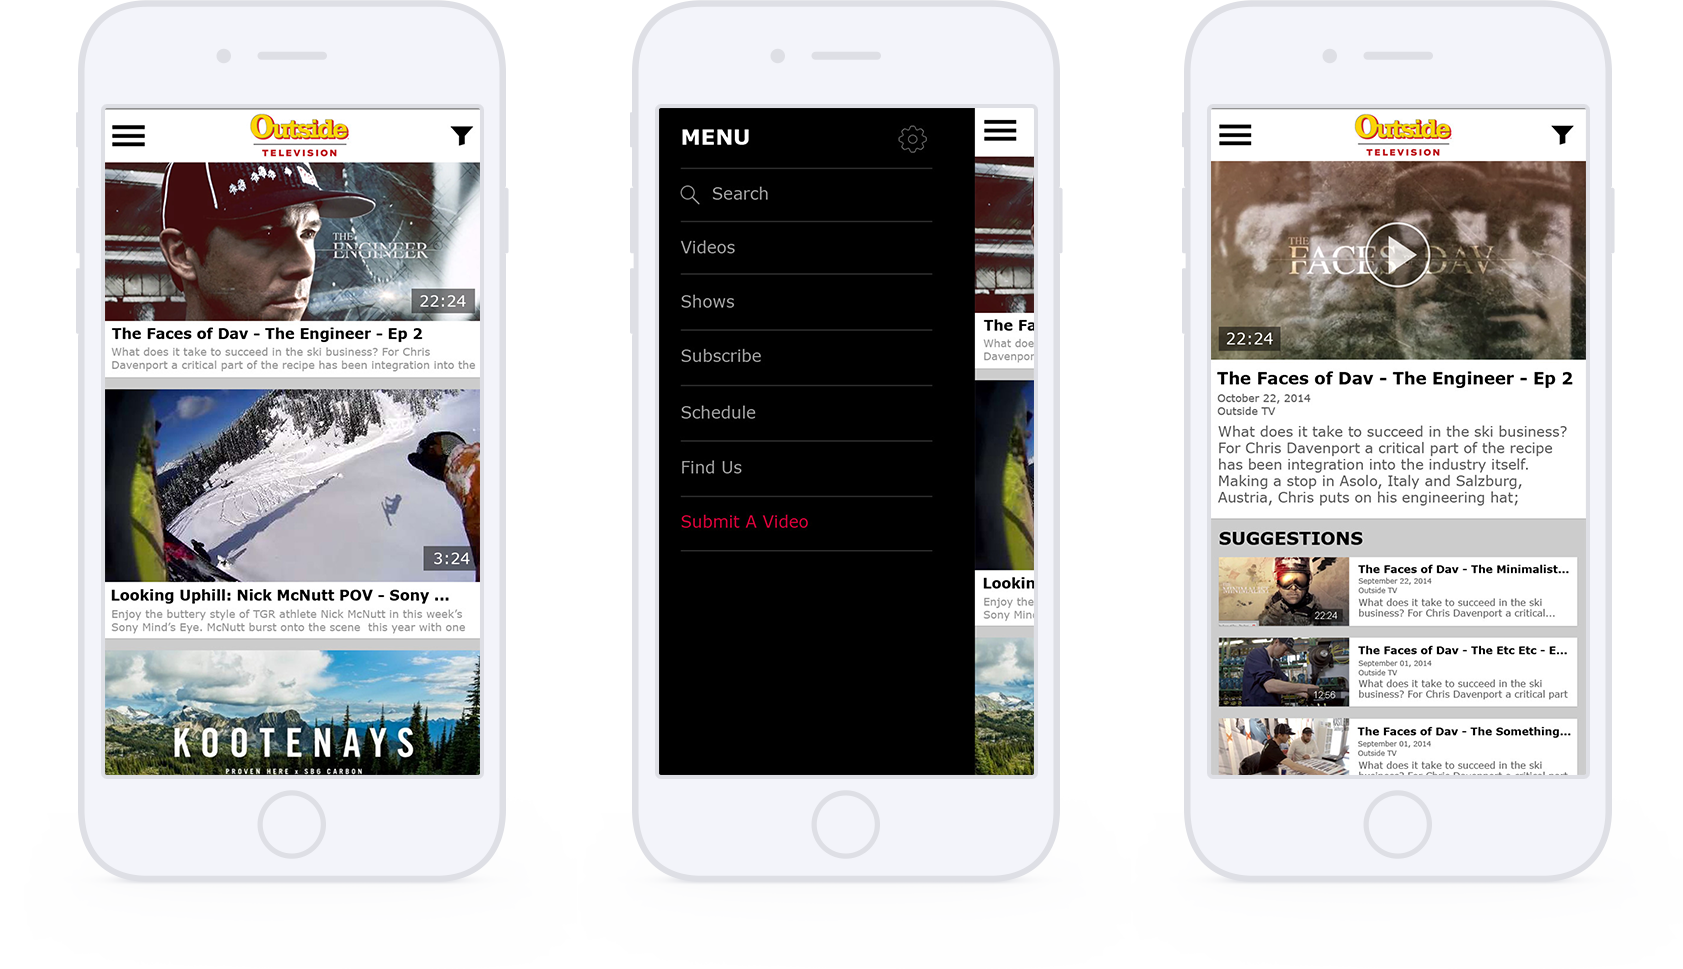 Outside
TELEVISION
THE
ENGINEER
22:24
The Faces of Dav - The Engineer - Ep 2
What does it take to succeed in the ski business? For Chris
Davenport a critical part of the recipe has been integration into the
3:24
Looking Uphill: Nick McNutt POV - Sony ...
Enjoy the buttery style of TGR athlete Nick McNutt in this week's
Sony Mind's Eye. McNutt burst onto the scene this year with one
KOOTENAYS
PROVEN HERE x SB6 CARBON
MENU
Search
Videos
Shows
Subscribe
Schedule
Find Us
Submit A Video
The Fa
What doe
Davenpor
Lookin
Enjoy the
Sony Min
Outside
TELEVISION
THE
FACES DAV
22:24
The Faces of Dav - The Engineer - Ep 2
October 22, 2014
Outside TV
What does it take to succeed in the ski business?
For Chris Davenport a critical part of the recipe
has been integration into the industry itself.
Making a stop in Asolo, Italy and Salzburg,
Austria, Chris puts on his engineering hat;
SUGGESTIONS
MINIMALIST
22:24
The Faces of Dav - The Minimalist...
September 22, 2014
Outside TV
What does it take to succeed in the ski
business? For Chris Davenport a critical...
12:56
The Faces of Dav - The Etc Etc - E...
September 01, 2014
Outside TV
What does it take to succeed in the ski
business? For Chris Davenport a critical part
The Faces of Dav - The Something...
September 01, 2014
Outside TV
What does it take to succeed in the ski
business? For Chris Davenport a critical part